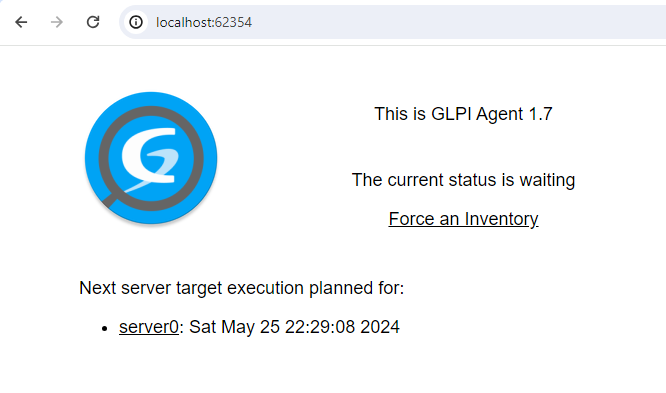 localhost:62354
This is GLPI Agent 1.7
The current status is waiting
Force an Inventory
Next server target execution planned for:
server0: Sat May 25 22:29:08 2024